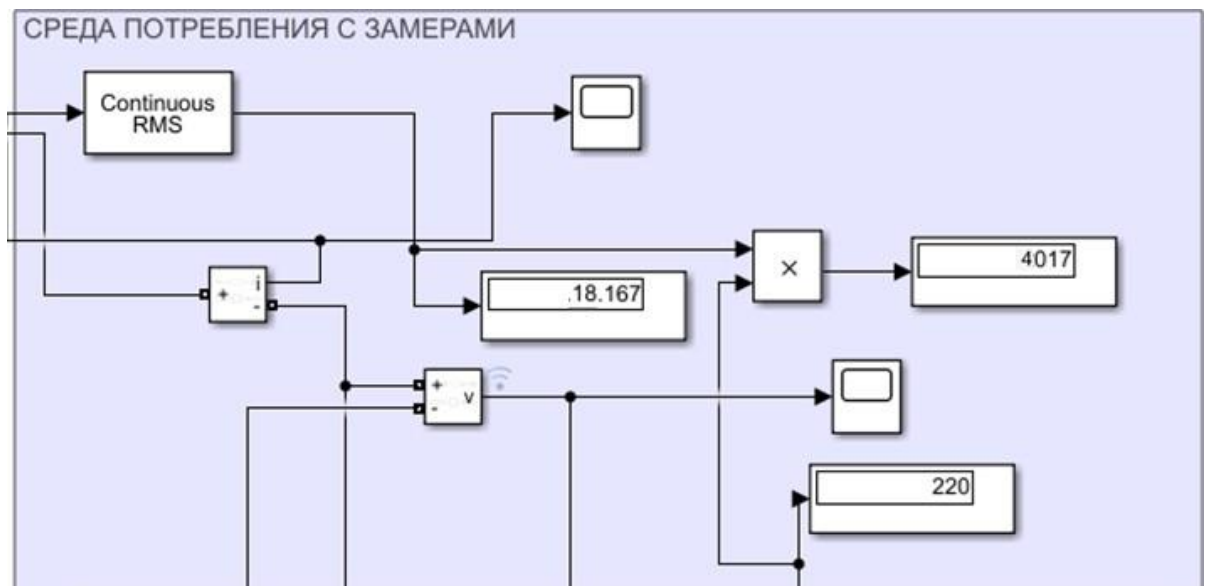 СРЕДА ПОТРЕБЛЕНИЯ С ЗАМЕРАМИ
Continuous
RMS
×
4017
i
+
-
.18.167
+
v
-
220